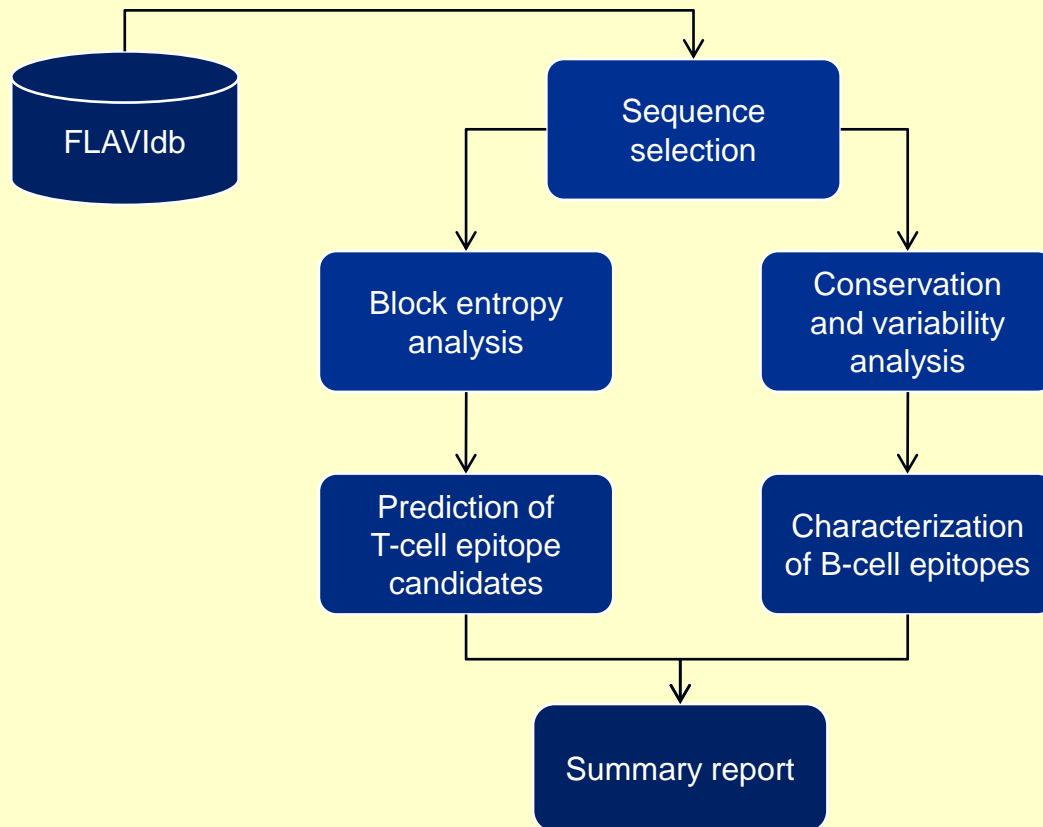 FLAVIdb
Sequence
selection
Block entropy
analysis
Conservation
and variability
analysis
Prediction of
T-cell epitope
candidates
Characterization
of B-cell epitopes
Summary report